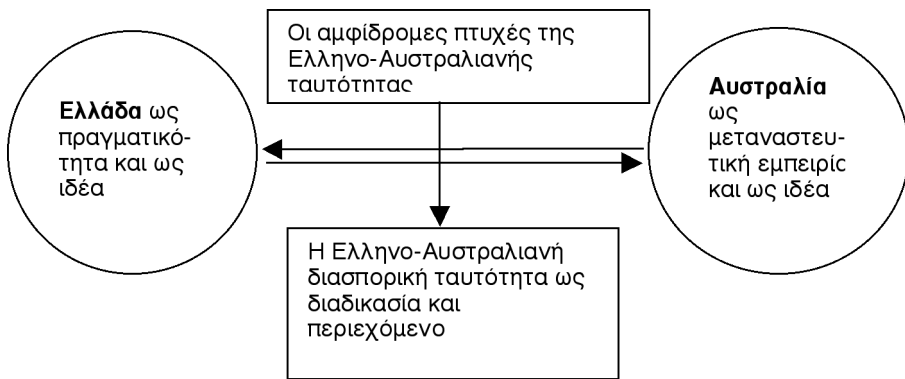 Οι αμφίδρομες πτυχές της
Ελληνο-Αυστραλιανής
ταυτότητας
Ελλάδα ως
πραγματικό-
τητα και ως
ιδέα
Αυστραλία
ως
μεταναστευ-
τική εμπειρία
και ως ιδέα
Η Ελληνο-Αυστραλιανή
διασπορική ταυτότητα ως
διαδικασία και
περιεχόμενο